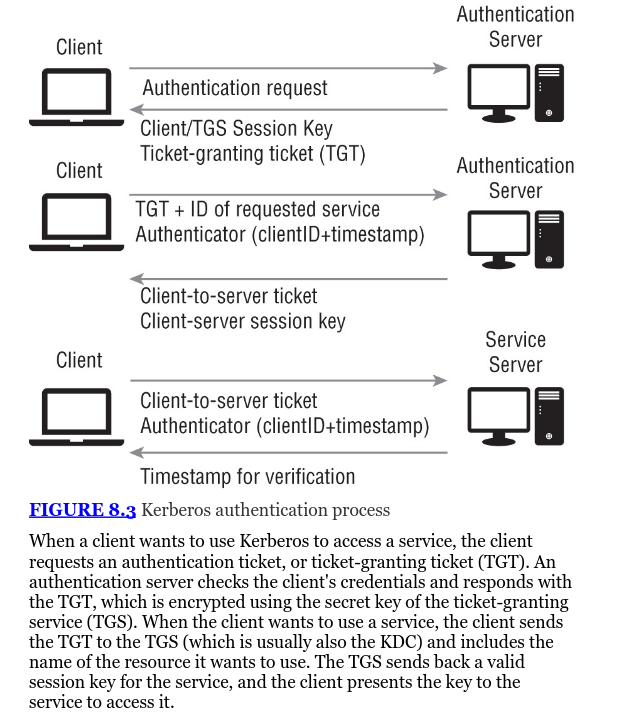 Authentication
Server
Client
Authentication request
Client/TGS Session Key
Ticket-granting ticket (TGT)
Client
Authentication
Server
TGT + ID of requested service
Authenticator (clientID+timestamp)
Client-to-server ticket
Client-server session key
Service
Server
Client
Client-to-server ticket
Authenticator (clientID+timestamp)
Timestamp for verification
FIGURE 8.3 Kerberos authentication process
When a client wants to use Kerberos to access a service, the client
requests an authentication ticket, or ticket-granting ticket (TGT). An
authentication server checks the client's credentials and responds with
the TGT, which is encrypted using the secret key of the ticket-granting
service (TGS). When the client wants to use a service, the client sends
the TGT to the TGS (which is usually also the KDC) and includes the
name of the resource it wants to use. The TGS sends back a valid
session key for the service, and the client presents the key to the
service to access it.